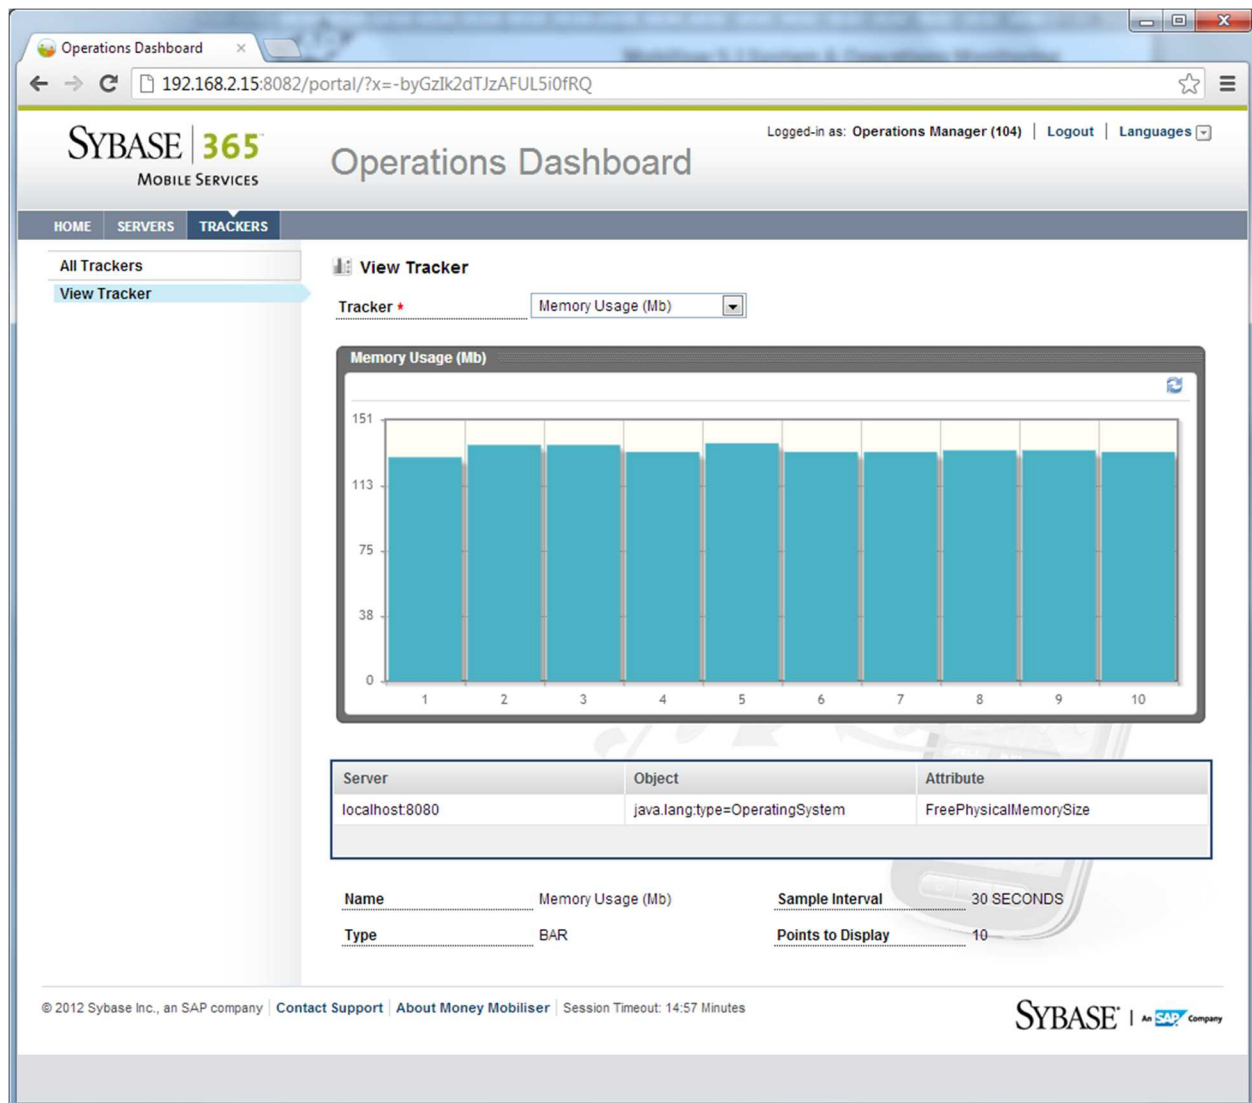 Operations Dashboard
192.168.2.15:8082/portal/?x=-byGzIk2dTJzAFUL5i0fRQ
Logged-in as: Operations Manager (104) | Logout | Languages
SYBASE 365
MOBILE SERVICES
Operations Dashboard
HOME SERVERS TRACKERS
All Trackers
View Tracker
View Tracker
Tracker * Memory Usage (Mb)
Memory Usage (Mb)
151
113
75
38
0
1 2 3 4 5 6 7 8 9 10
Server Object Attribute
localhost:8080 java.lang:type=OperatingSystem FreePhysicalMemorySize
Name Memory Usage (Mb) Sample Interval 30 SECONDS
Type BAR Points to Display 10
© 2012 Sybase Inc., an SAP company | Contact Support | About Money Mobiliser | Session Timeout: 14:57 Minutes
SYBASE | An SAP Company